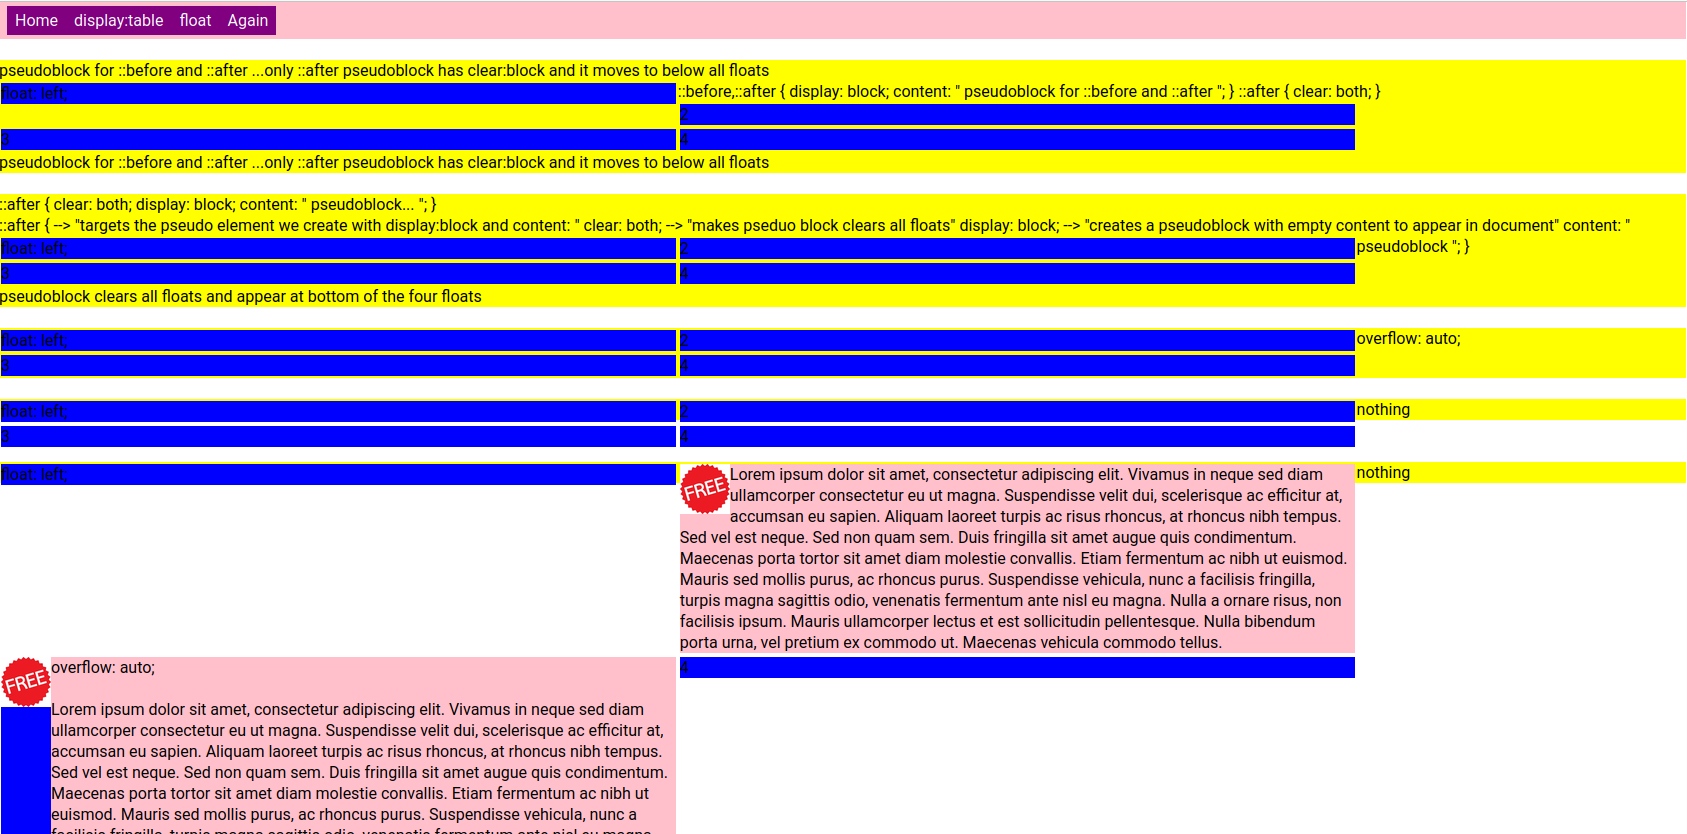 Home display:table float Again
pseudoblock for ::before and ::after ...only ::after pseudoblock has clear:block and it moves to below all floats
float: left; ::before,::after { display: block; content: " pseudoblock for ::before and ::after "; } ::after { clear: both; }
2
3 4
pseudoblock for ::before and ::after ...only ::after pseudoblock has clear:block and it moves to below all floats
::after { clear: both; display: block; content: " pseudoblock... "; }
::after { --> "targets the pseudo element we create with display:block and content: " clear: both; --> "makes pseduo block clears all floats" display: block; --> "creates a pseudoblock with empty content to appear in document" content: "
float: left; 2 pseudoblock "; }
3 4
pseudoblock clears all floats and appear at bottom of the four floats
float: left; 2 overflow: auto;
3 4
float: left; 2 nothing
3 4
float: left; FREE Lorem ipsum dolor sit amet, consectetur adipiscing elit. Vivamus in neque sed diam nothing
ullamcorper consectetur eu ut magna. Suspendisse velit dui, scelerisque ac efficitur at,
accumsan eu sapien. Aliquam laoreet turpis ac risus rhoncus, at rhoncus nibh tempus.
Sed vel est neque. Sed non quam sem. Duis fringilla sit amet augue quis condimentum.
Maecenas porta tortor sit amet diam molestie convallis. Etiam fermentum ac nibh ut euismod.
Mauris sed mollis purus, ac rhoncus purus. Suspendisse vehicula, nunc a facilisis fringilla,
turpis magna sagittis odio, venenatis fermentum ante nisl eu magna. Nulla a ornare risus, non
facilisis ipsum. Mauris ullamcorper lectus et est sollicitudin pellentesque. Nulla bibendum
porta urna, vel pretium ex commodo ut. Maecenas vehicula commodo tellus.
FREE overflow: auto; 4
Lorem ipsum dolor sit amet, consectetur adipiscing elit. Vivamus in neque sed diam
ullamcorper consectetur eu ut magna. Suspendisse velit dui, scelerisque ac efficitur at,
accumsan eu sapien. Aliquam laoreet turpis ac risus rhoncus, at rhoncus nibh tempus.
Sed vel est neque. Sed non quam sem. Duis fringilla sit amet augue quis condimentum.
Maecenas porta tortor sit amet diam molestie convallis. Etiam fermentum ac nibh ut
euismod. Mauris sed mollis purus, ac rhoncus purus. Suspendisse vehicula, nunc a